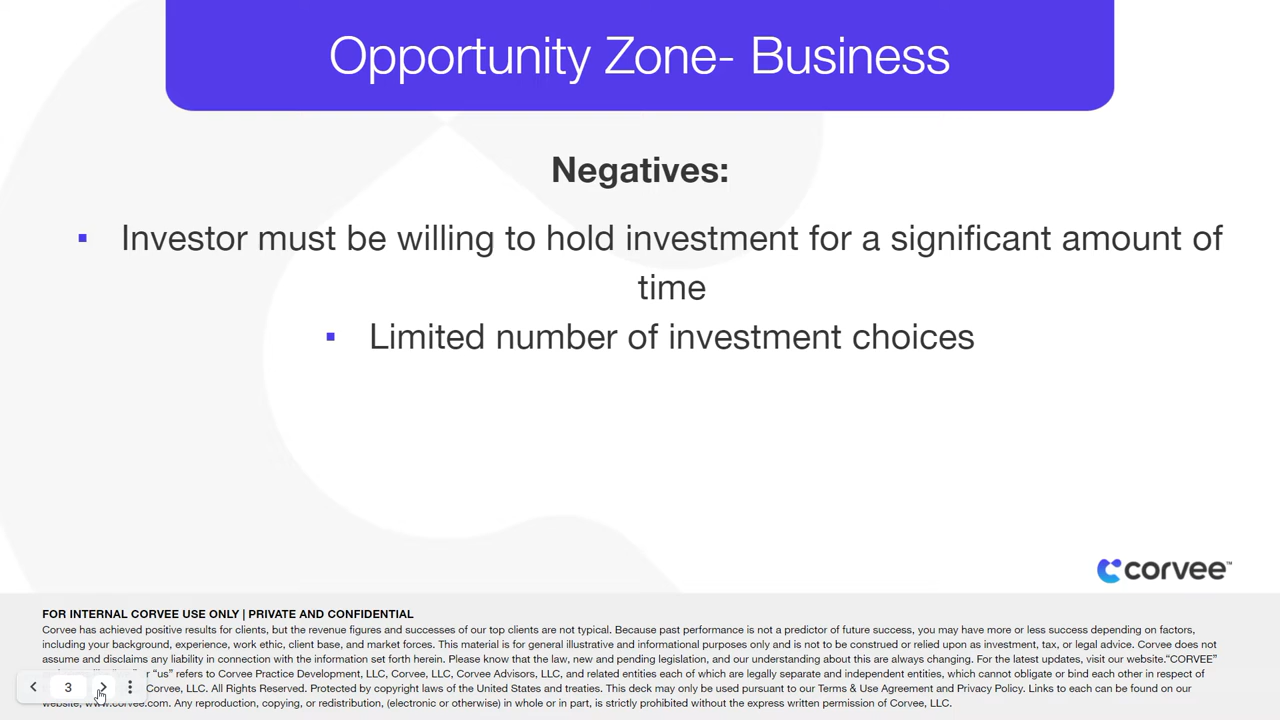 Opportunity Zone- Business
Negatives:
▪ Investor must be willing to hold investment for a significant amount of
time
▪ Limited number of investment choices
corvee™
FOR INTERNAL CORVEE USE ONLY | PRIVATE AND CONFIDENTIAL
Corvee has achieved positive results for clients, but the revenue figures and successes of our top clients are not typical. Because past performance is not a predictor of future success, you may have more or less success depending on factors,
including your background, experience, work ethic, client base, and market forces. This material is for general illustrative and informational purposes only and is not to be construed or relied upon as investment, tax, or legal advice. Corvee does not
assume and disclaims any liability in connection with the information set forth herein. Please know that the law, new and pending legislation, and our understanding about this are always changing. For the latest updates, visit our website."CORVEE"
"us" refers to Corvee Practice Development, LLC, Corvee, LLC, Corvee Advisors, LLC, and related entities each of which are legally separate and independent entities, which cannot obligate or bind each other in respect of
3
Corvee, LLC. All Rights Reserved. Protected by copyright laws of the United States and treaties. This deck may only be used pursuant to our Terms & Use Agreement and Privacy Policy. Links to each can be found on our
website, www.corvee.com. Any reproduction, copying, or redistribution, (electronic or otherwise) in whole or in part, is strictly prohibited without the express written permission of Corvee, LLC.